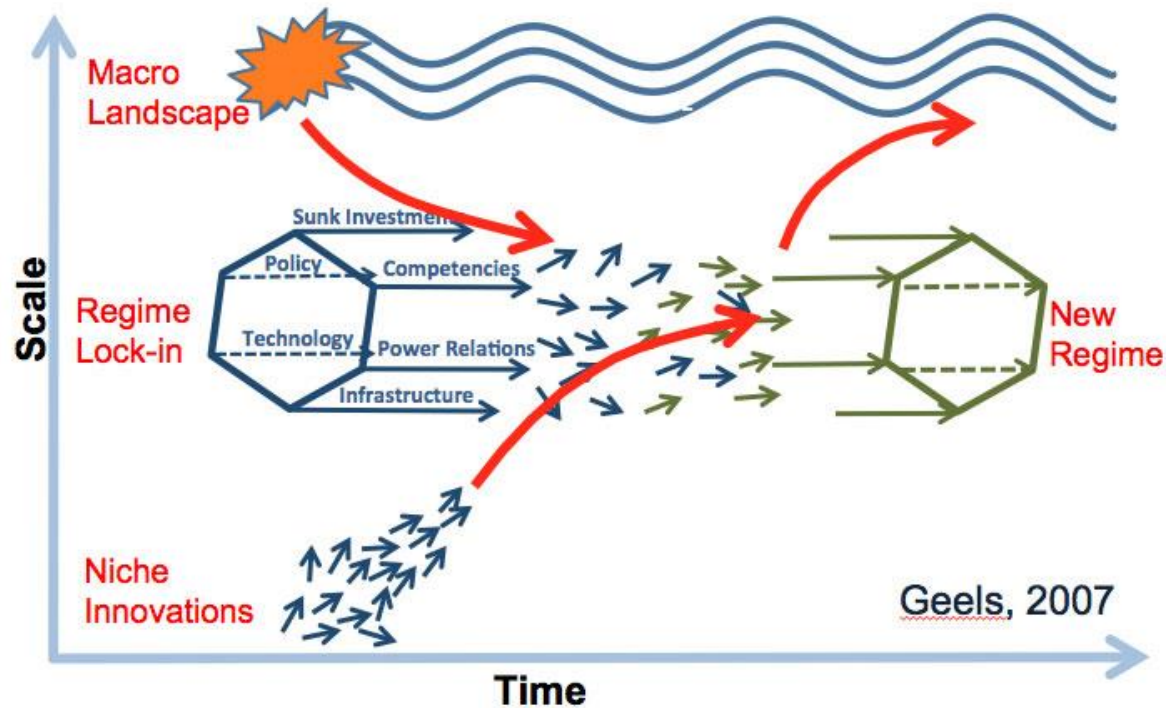 Macro
Landscape
Sunk Investment
Policy
Competencies
Scale
Regime
Lock-in
Technology
Power Relations
Infrastructure
New
Regime
Niche
Innovations
Geels, 2007
Time